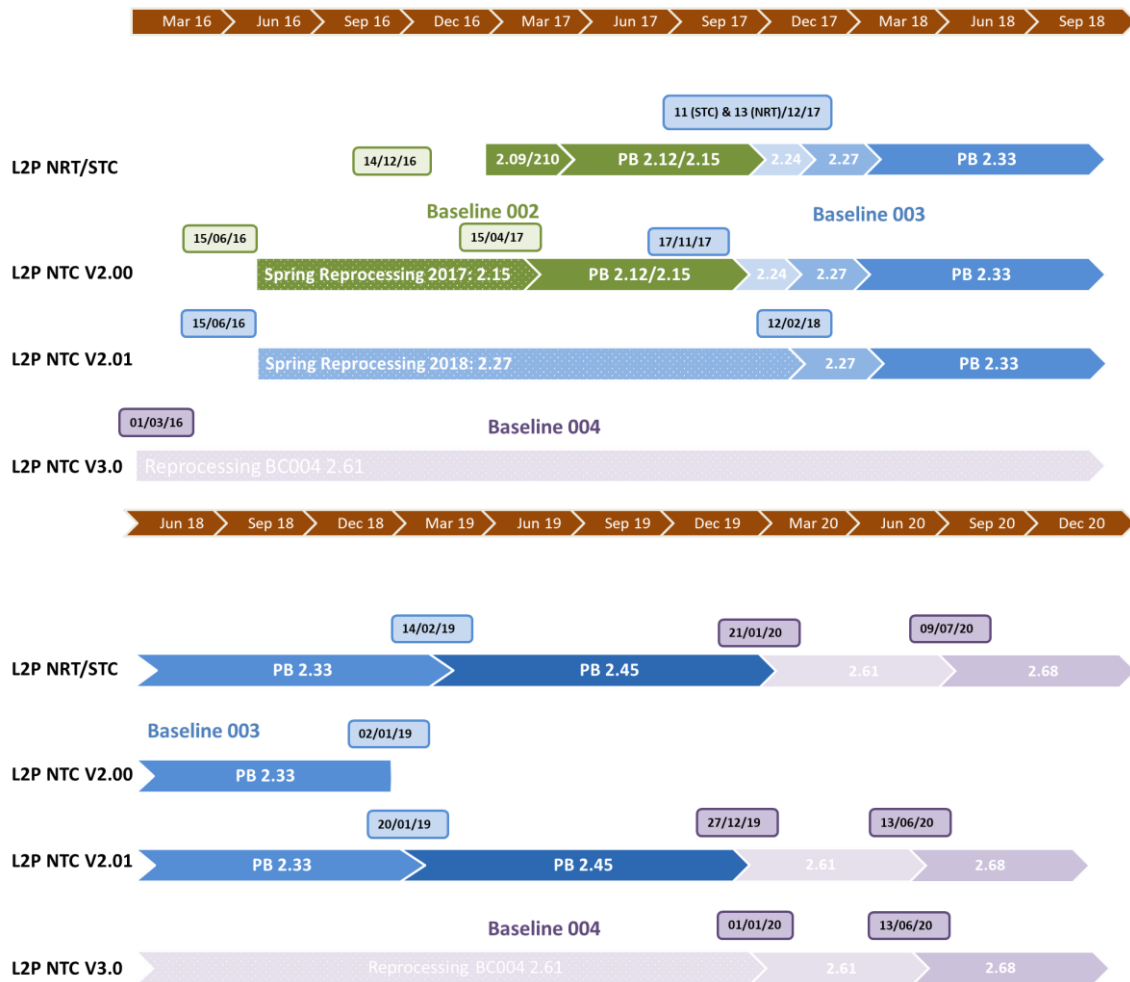 Mar 16 Jun 16 Sep 16 Dec 16 Mar 17 Jun 17 Sep 17 Dec 17 Mar 18 Jun 18 Sep 18
11 (STC) & 13 (NRT)/12/17
14/12/16
L2P NRT/STC 2.09/210 PB 2.12/2.15 2.24 2.27 PB 2.33
Baseline 002 Baseline 003
15/06/16 15/04/17 17/11/17
L2P NTC V2.00 Spring Reprocessing 2017: 2.15 PB 2.12/2.15 2.24 2.27 PB 2.33
15/06/16 12/02/18
L2P NTC V2.01 Spring Reprocessing 2018: 2.27 2.27 PB 2.33
01/03/16 Baseline 004
L2P NTC V3.0 Reprocessing BC004 2.61
Jun 18 Sep 18 Dec 18 Mar 19 Jun 19 Sep 19 Dec 19 Mar 20 Jun 20 Sep 20 Dec 20
14/02/19 21/01/20 09/07/20
L2P NRT/STC PB 2.33 PB 2.45 2.61 2.68
Baseline 003 02/01/19
L2P NTC V2.00 PB 2.33
20/01/19 27/12/19 13/06/20
L2P NTC V2.01 PB 2.33 PB 2.45 2.61 2.68
Baseline 004 01/01/20 13/06/20
L2P NTC V3.0 Reprocessing BC004 2.61 2.61 2.68